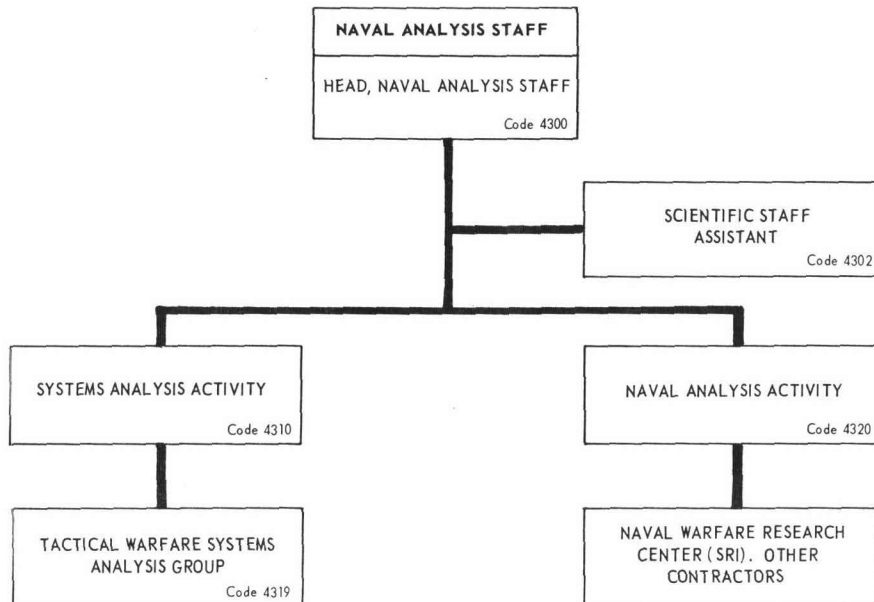 NAVAL ANALYSIS STAFF
HEAD, NAVAL ANALYSIS STAFF
Code 4300
SCIENTIFIC STAFF
ASSISTANT
Code 4302
SYSTEMS ANALYSIS ACTIVITY
Code 4310
NAVAL ANALYSIS ACTIVITY
Code 4320
TACTICAL WARFARE SYSTEMS
ANALYSIS GROUP
Code 4319
NAVAL WARFARE RESEARCH
CENTER (SRI). OTHER
CONTRACTORS